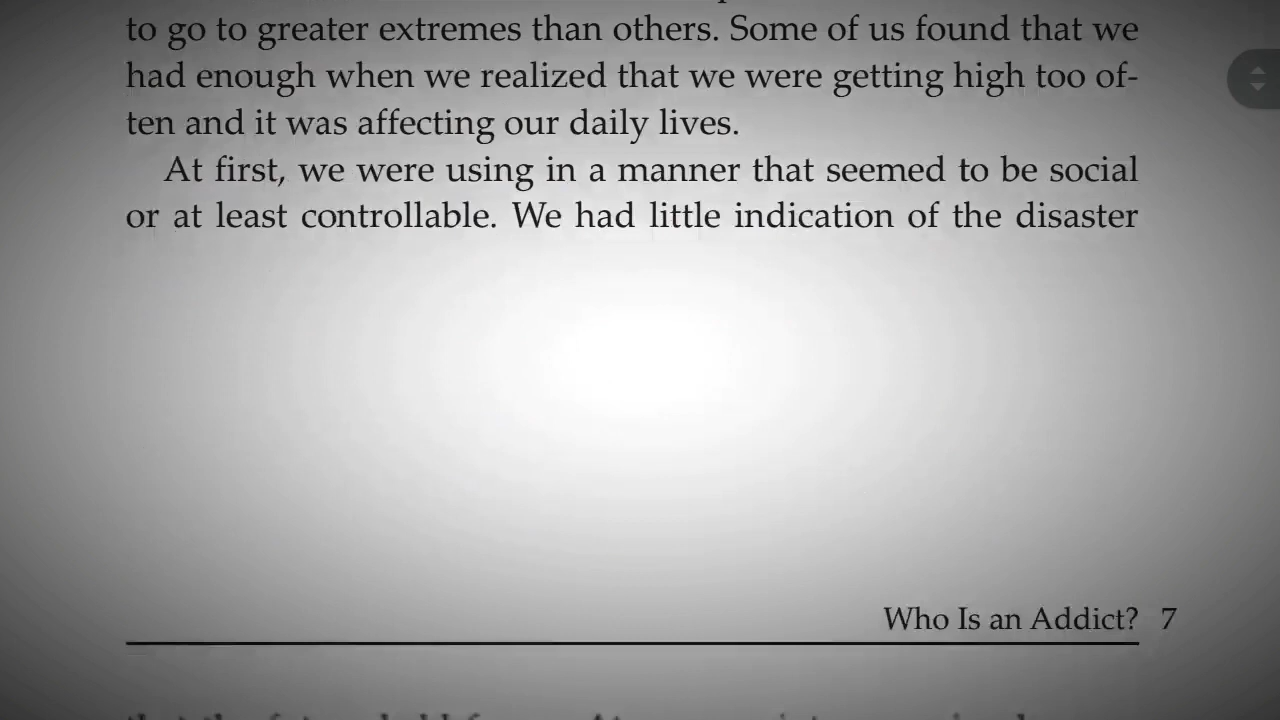 to go to greater extremes than others. Some of us found that we
had enough when we realized that we were getting high too of-
ten and it was affecting our daily lives.
At first, we were using in a manner that seemed to be social
or at least controllable. We had little indication of the disaster
Who Is an Addict? 7